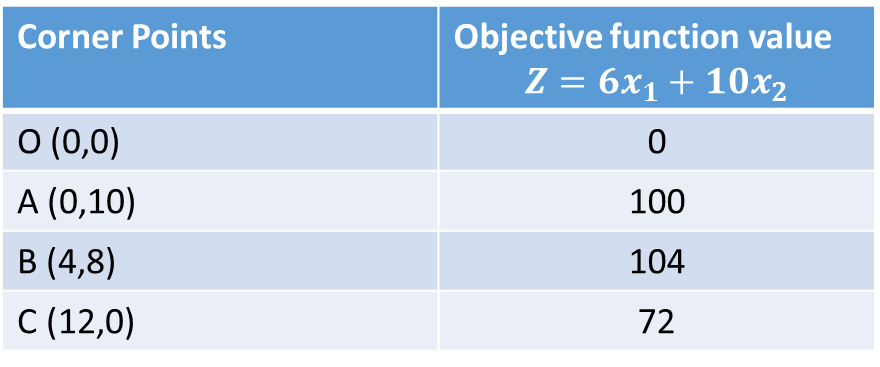 Corner Points
Objective function value
Z = 6x₁ + 10x₂
O (0,0) 0
A (0,10) 100
B (4,8) 104
C (12,0) 72